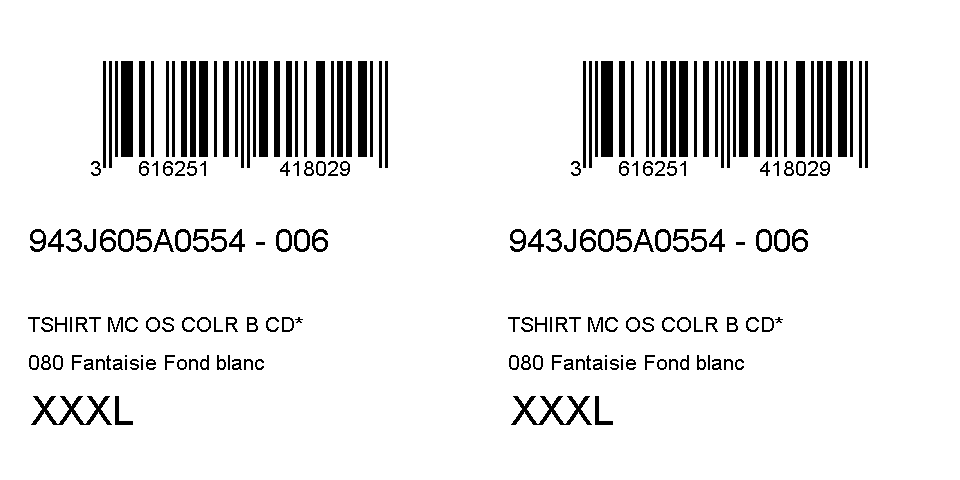 3 616251 418029
943J605A0554 - 006
TSHIRT MC OS COLR B CD*
080 Fantaisie Fond blanc
XXXL
3 616251 418029
943J605A0554 - 006
TSHIRT MC OS COLR B CD*
080 Fantaisie Fond blanc
XXXL